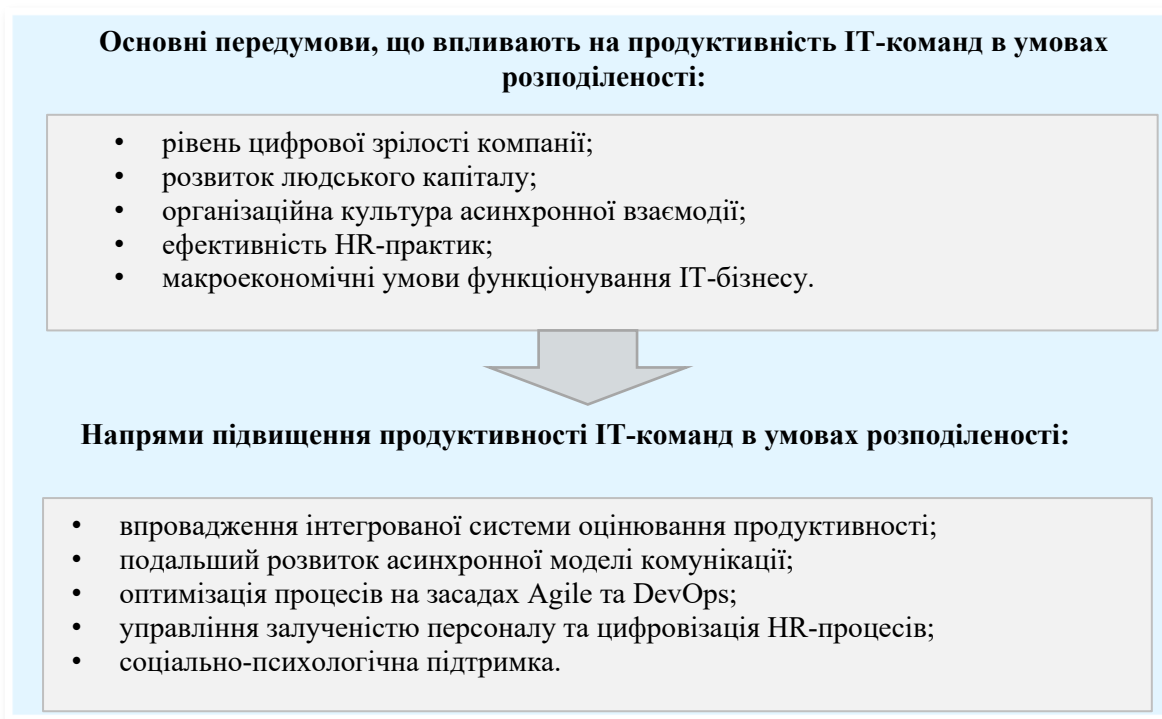 Основні передумови, що впливають на продуктивність ІТ-команд в умовах
розподіленості:
• рівень цифрової зрілості компанії;
• розвиток людського капіталу;
• організаційна культура асинхронної взаємодії;
• ефективність HR-практик;
• макроекономічні умови функціонування ІТ-бізнесу.
Напрями підвищення продуктивності ІТ-команд в умовах розподіленості:
• впровадження інтегрованої системи оцінювання продуктивності;
• подальший розвиток асинхронної моделі комунікації;
• оптимізація процесів на засадах Agile та DevOps;
• управління залученістю персоналу та цифровізація HR-процесів;
• соціально-психологічна підтримка.